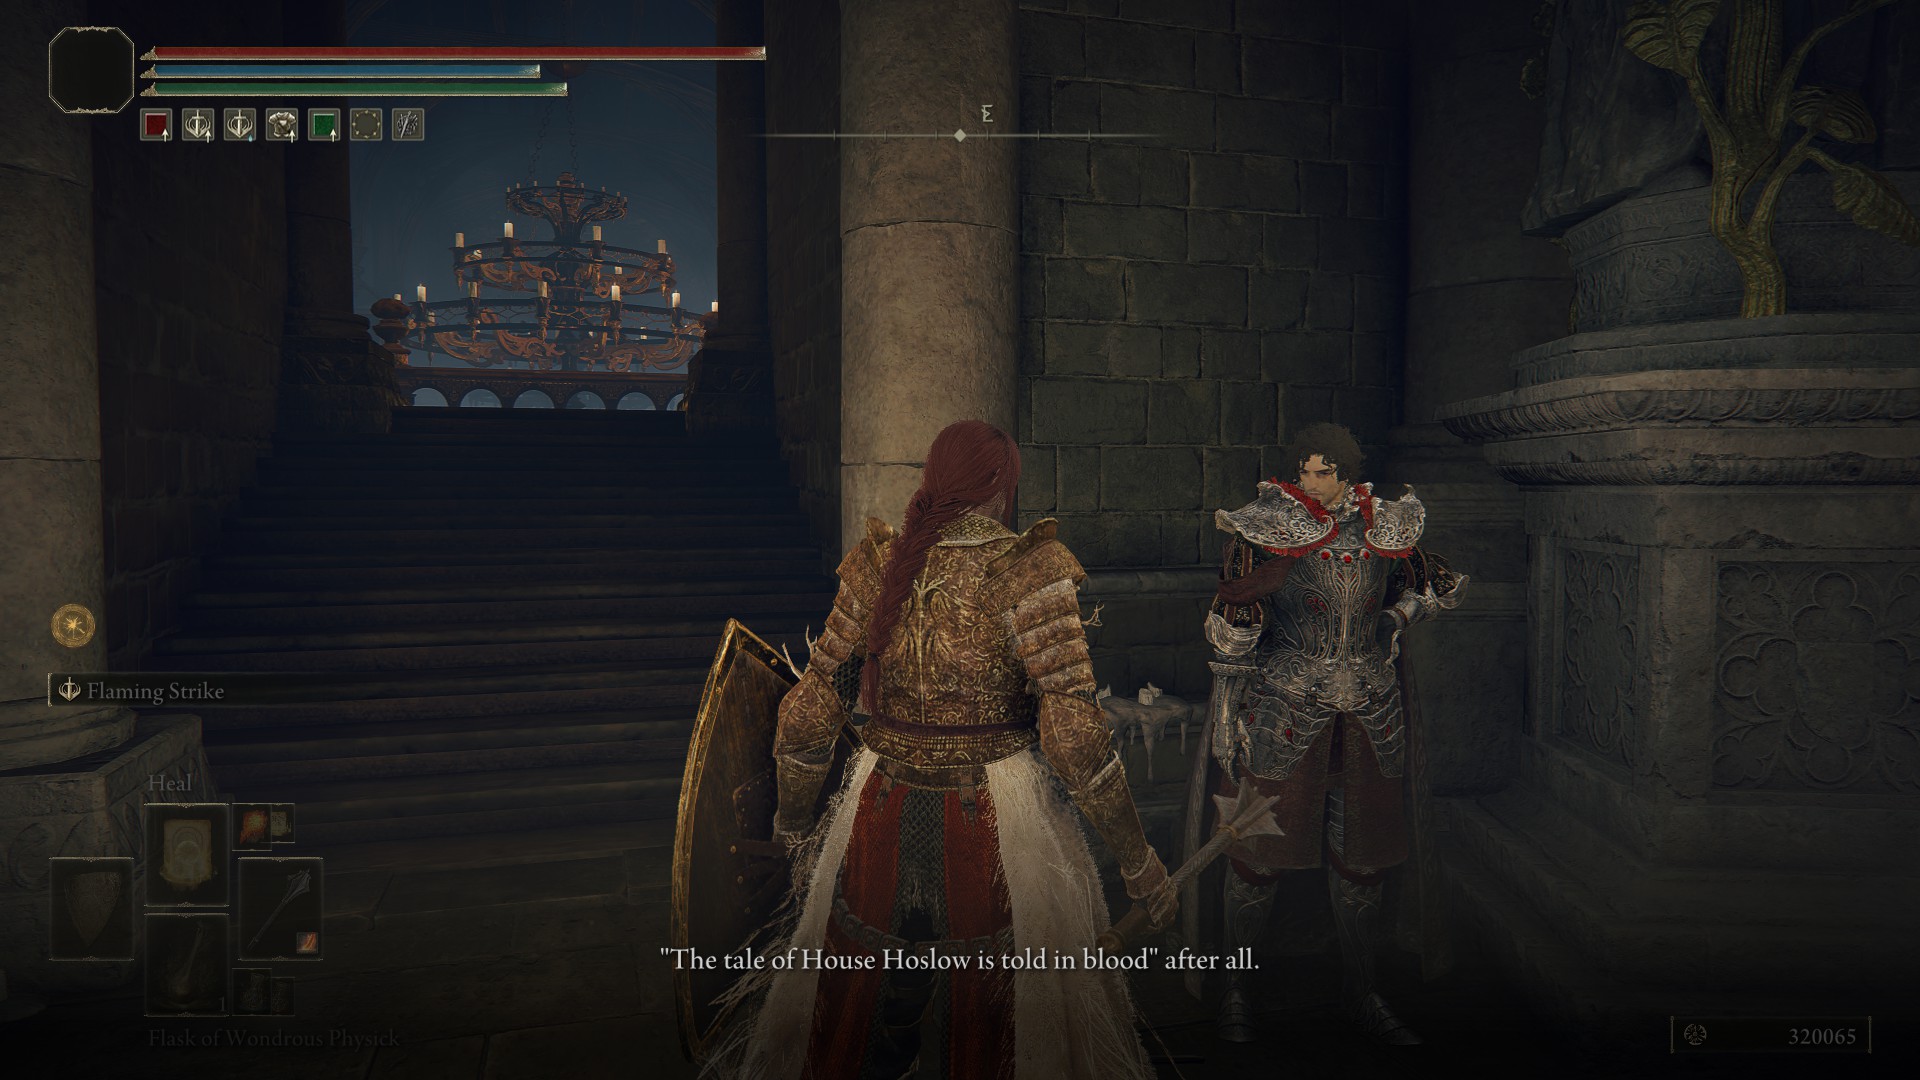 E
Flaming Strike
Heal
1
"The tale of House Hoslow is told in blood" after all.
Flask of Wondrous Physick
320065